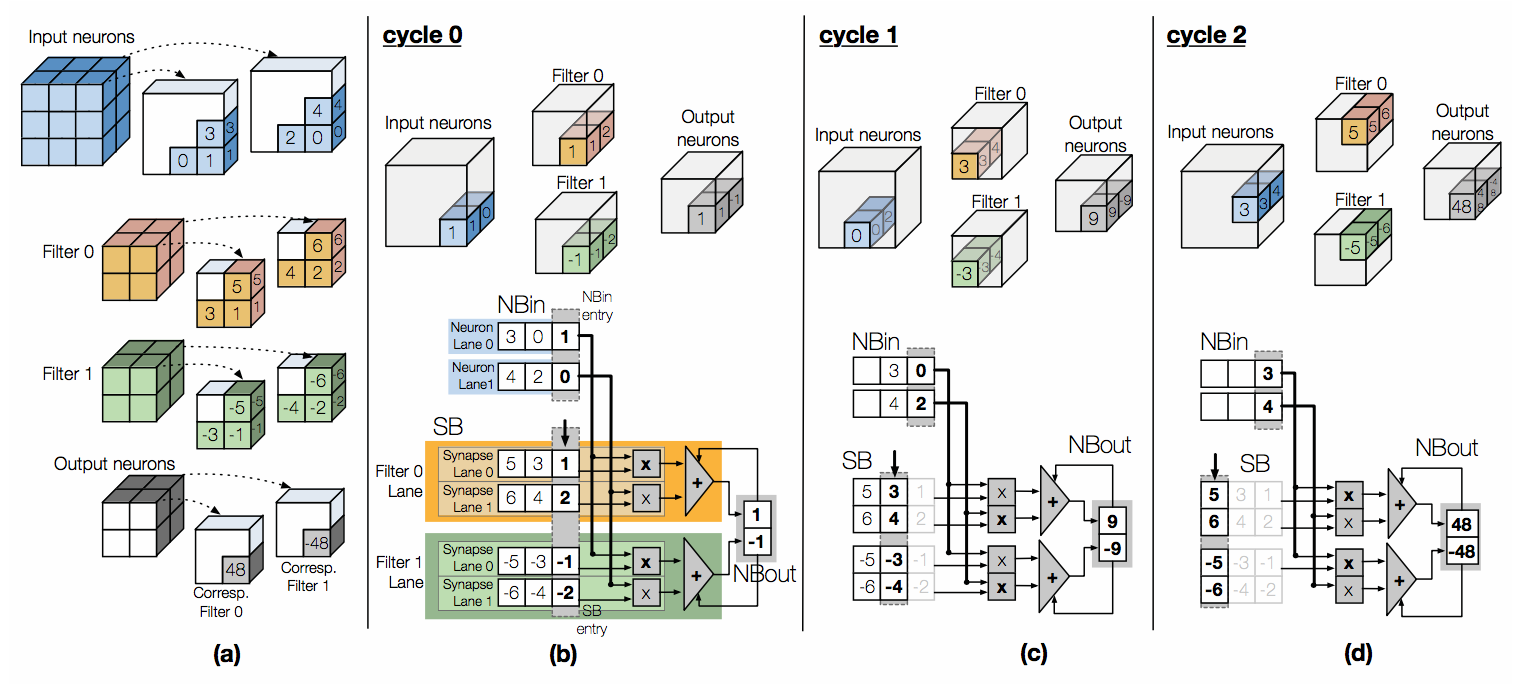 Input neurons
3
3
0
1
1
4
4
2
0
0
Filter 0
5
5
3
1
1
6
6
4
2
2
Filter 1
-5
-5
-3
-1
-1
-6
-6
-4
-2
-2
Output neurons
48
-48
Corresp.
Filter 0
Corresp.
Filter 1
(a)
cycle 0
Input neurons
1
1
0
Filter 0
1
1
2
Filter 1
-1
-1
-2
Output
neurons
1
1
-1
NBin
NBin
entry
Neuron
Lane 0
3 0 1
Neuron
Lane1
4 2 0
SB
Filter 0
Lane
Synapse
Lane 0
5 3 1
x
Synapse
Lane 1
6 4 2
x
+
Filter 1
Lane
Synapse
Lane 0
-5 -3 -1
x
Synapse
Lane 1
-6 -4 -2
x
+
1
-1
NBout
SB
entry
(b)
cycle 1
Input neurons
0
0
2
Filter 0
3
3
4
Filter 1
-3
-3
-4
Output
neurons
9
9
-9
NBin
3 0
4 2
SB
5 3 1
6 4 2
-5 -3 -1
-6 -4 -2
x
x
x
x
+
+
NBout
9
-9
(c)
cycle 2
Input neurons
3
3
4
Filter 0
5
5
6
Filter 1
-5
-5
-6
Output
neurons
48
4
8
-4
8
NBin
3
4
SB
5 3 1
6 4 2
-5 -3 -1
-6 -4 -2
x
x
x
x
+
+
NBout
48
-48
(d)